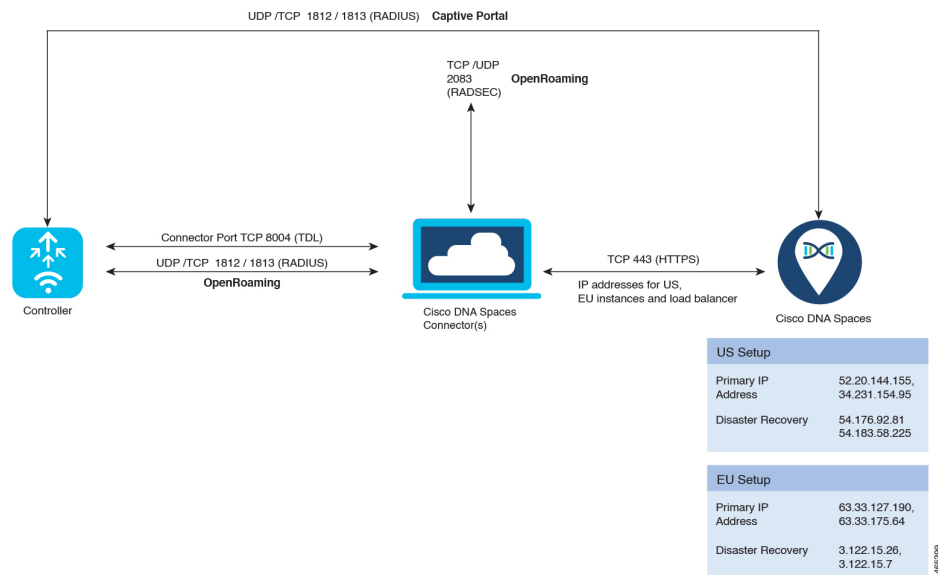 UDP /TCP  1812 / 1813 (RADIUS)  Captive Portal
TCP /UDP
2083
(RADSEC)
OpenRoaming
Connector Port TCP 8004 (TDL)
UDP /TCP  1812 / 1813 (RADIUS)
OpenRoaming
TCP 443 (HTTPS)
IP addresses for US,
EU instances and load balancer
Controller
Cisco DNA Spaces
Connector(s)
Cisco DNA Spaces
US Setup
Primary IP
Address
52.20.144.155,
34.231.154.95
Disaster Recovery
54.176.92.81
54.183.58.225
EU Setup
Primary IP
Address
63.33.127.190,
63.33.175.64
Disaster Recovery
3.122.15.26,
3.122.15.7
465399